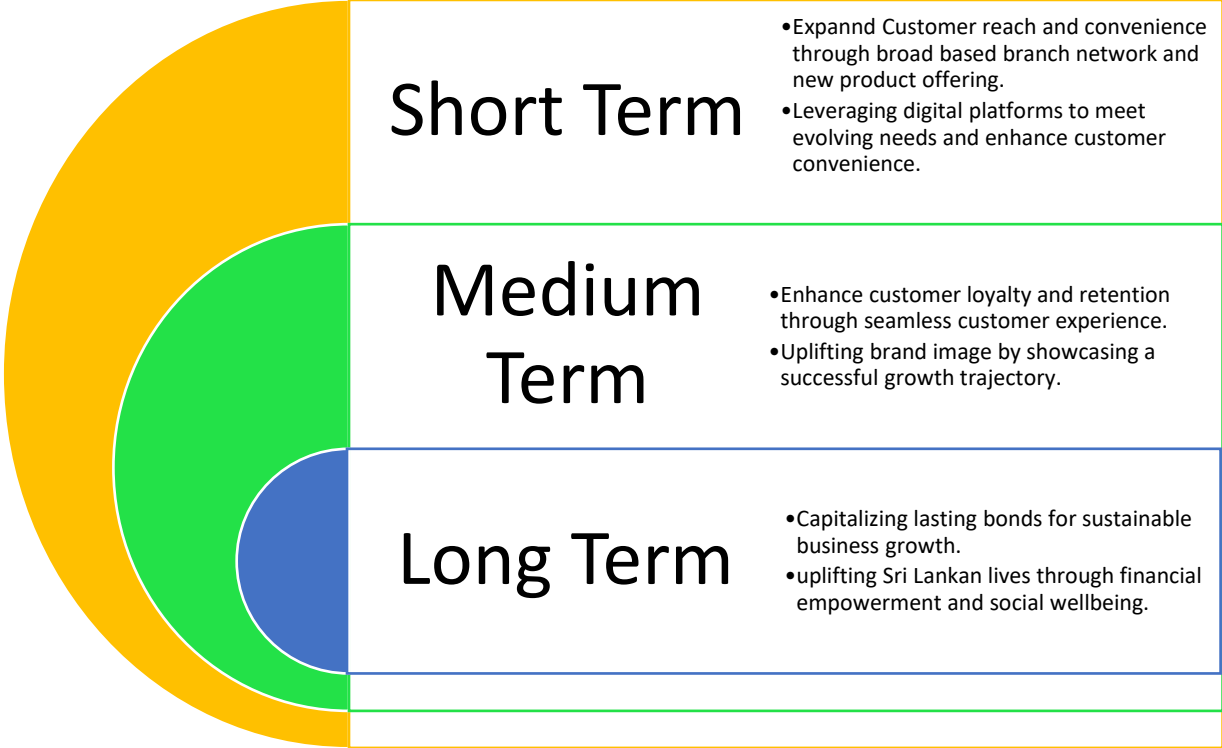 Short Term
•Expannd Customer reach and convenience
through broad based branch network and
new product offering.
•Leveraging digital platforms to meet
evolving needs and enhance customer
convenience.
Medium
Term
•Enhance customer loyalty and retention
through seamless customer experience.
•Uplifting brand image by showcasing a
successful growth trajectory.
Long Term
•Capitalizing lasting bonds for sustainable
business growth.
•uplifting Sri Lankan lives through financial
empowerment and social wellbeing.